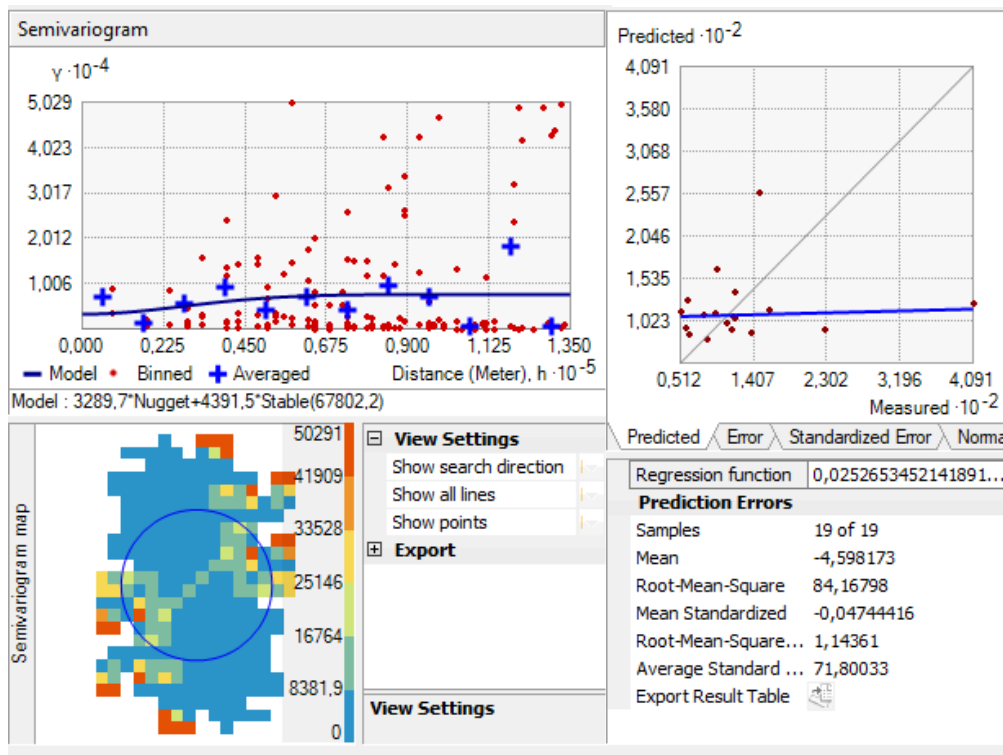 Semivariogram
γ ·10⁻⁴
5,029
4,023
3,017
2,012
1,006
0,000 0,225 0,450 0,675 0,900 1,125 1,350
Model Binned Averaged Distance (Meter), h ·10⁻⁵
Model : 3289,7*Nugget+4391,5*Stable(67802,2)
Predicted ·10⁻²
4.091
3,580
3,068
2,557
2,046
1,535
1,023
0,512 1,407 2,302 3,196 4,091
Measured ·10⁻²
Semivariogram map
50291
41909
33528
25146
16764
8381,9
0
View Settings
Show search direction
Show all lines
Show points
Export
View Settings
Predicted Error Standardized Error Norma
Regression function 0,0252653452141891...
Prediction Errors
Samples 19 of 19
Mean -4,598173
Root-Mean-Square 84,16798
Mean Standardized -0,04744416
Root-Mean-Square... 1,14361
Average Standard ... 71,80033
Export Result Table